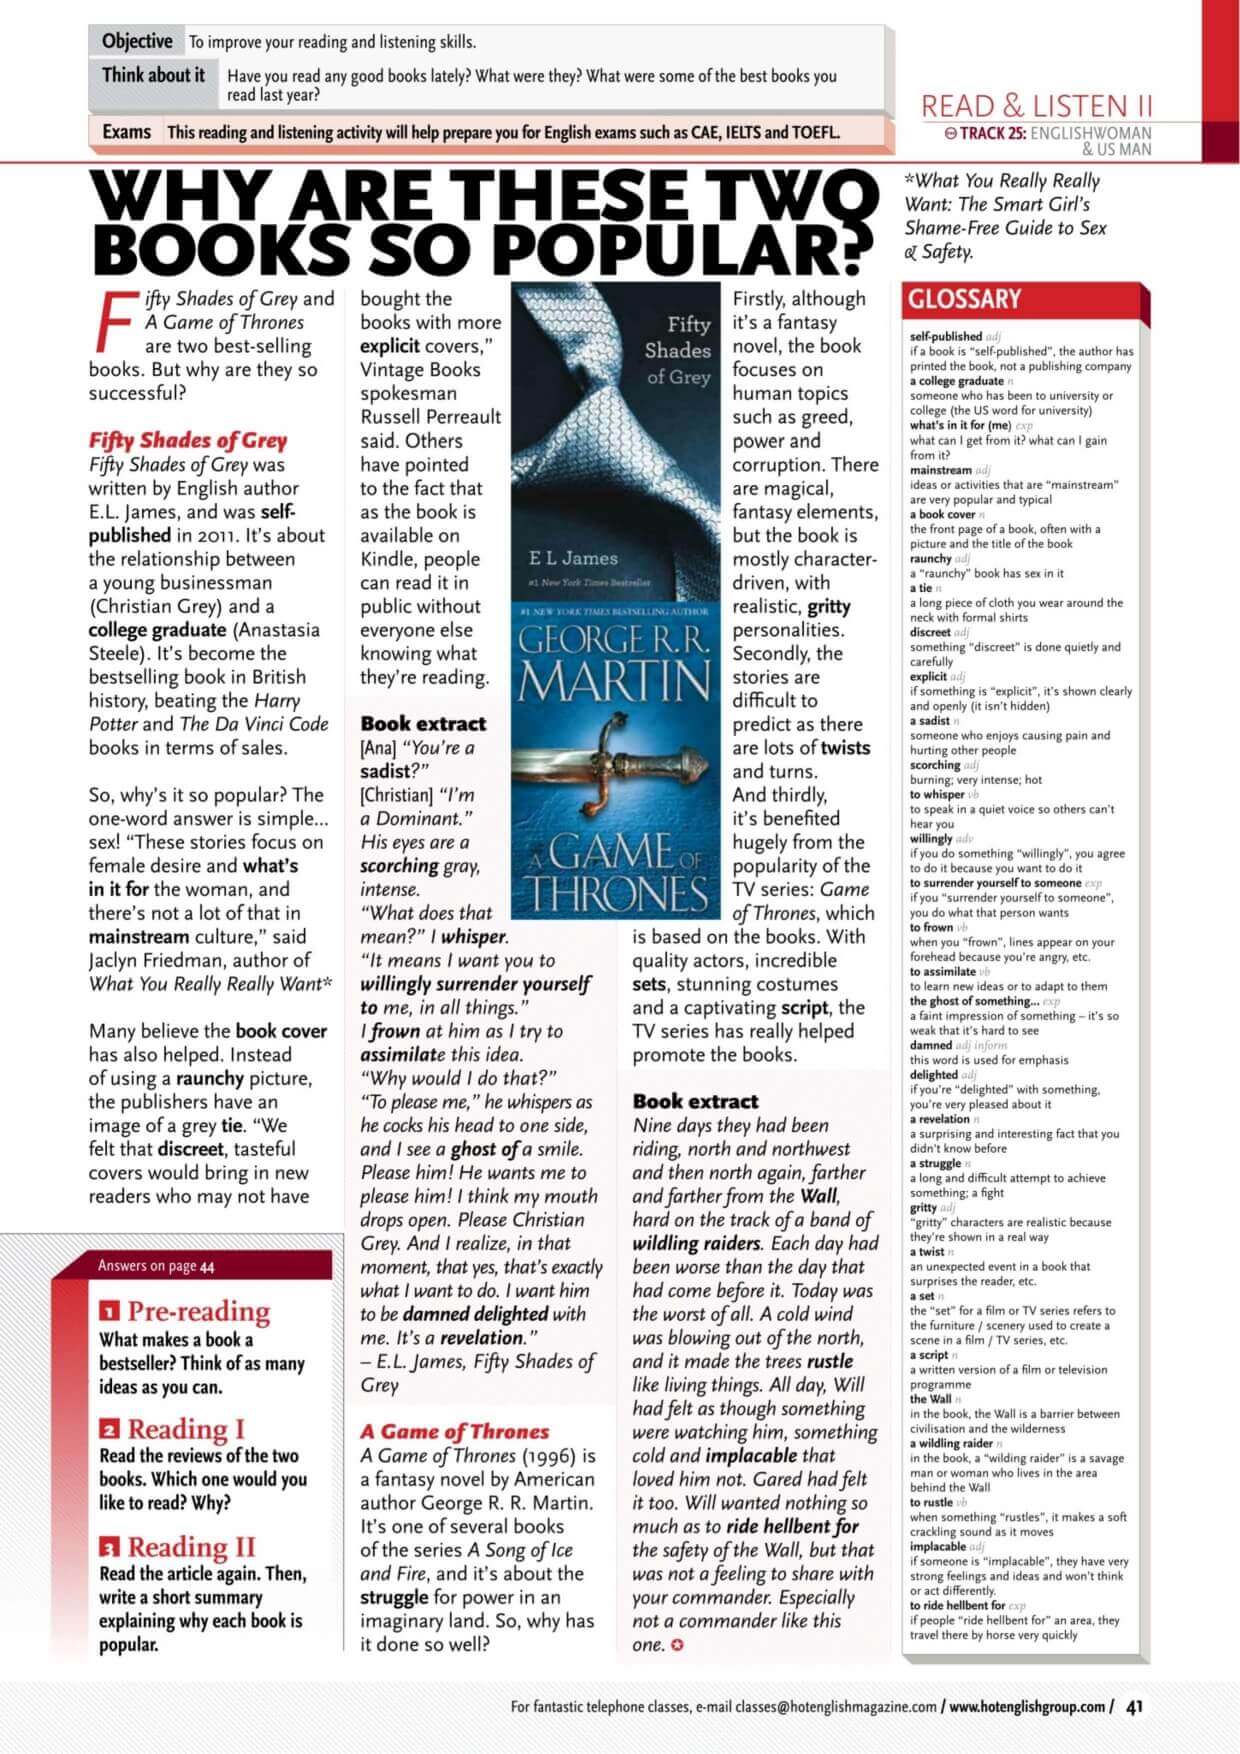 Objective To improve your reading and listening skills.
Think about it Have you read any good books lately? What were they? What were some of the best books you
read last year?
Exams This reading and listening activity will help prepare you for English exams such as CAE, IELTS and TOEFL.
READ & LISTEN II
TRACK 25: ENGLISHWOMAN
& US MAN
WHY ARE THESE TWO
BOOKS SO POPULAR?
Fifty Shades of Grey and
A Game of Thrones
are two best-selling
books. But why are they so
successful?
Fifty Shades of Grey
Fifty Shades of Grey was
written by English author
E.L. James, and was self-
published in 2011. It's about
the relationship between
a young businessman
(Christian Grey) and a
college graduate (Anastasia
Steele). It's become the
bestselling book in British
history, beating the Harry
Potter and The Da Vinci Code
books in terms of sales.
So, why's it so popular? The
one-word answer is simple...
sex! "These stories focus on
female desire and what's
in it for the woman, and
there's not a lot of that in
mainstream culture," said
Jaclyn Friedman, author of
What You Really Really Want*
Many believe the book cover
has also helped. Instead
of using a raunchy picture,
the publishers have an
image of a grey tie. "We
felt that discreet, tasteful
covers would bring in new
readers who may not have
bought the
books with more
explicit covers,"
Vintage Books
spokesman
Russell Perreault
said. Others
have pointed
to the fact that
as the book is
available on
Kindle, people
can read it in
public without
everyone else
knowing what
they're reading.
Book extract
[Ana] "You're a
sadist?"
[Christian] "I'm
a Dominant."
His eyes are a
scorching gray,
intense.
"What does that
mean?" I whisper.
"It means I want you to
willingly surrender yourself
to me, in all things."
I frown at him as I try to
assimilate this idea.
"Why would I do that?"
"To please me," he whispers as
he cocks his head to one side,
and I see a ghost of a smile.
Please him! He wants me to
please him! I think my mouth
drops open. Please Christian
Grey. And I realize, in that
moment, that yes, that's exactly
what I want to do. I want him
to be damned delighted with
me. It's a revelation."
– E.L. James, Fifty Shades of
Grey
A Game of Thrones
A Game of Thrones (1996) is
a fantasy novel by American
author George R. R. Martin.
It's one of several books
of the series A Song of Ice
and Fire, and it's about the
struggle for power in an
imaginary land. So, why has
it done so well?
Fifty
Shades
of Grey
E L James
#1 New York Times Bestseller
#1 NEW YORK TIMES BESTSELLING AUTHOR
GEORGE R.R.
MARTIN
A GAME OF
THRONES
Firstly, although
it's a fantasy
novel, the book
focuses on
human topics
such as greed,
power and
corruption. There
are magical,
fantasy elements,
but the book is
mostly character-
driven, with
realistic, gritty
personalities.
Secondly, the
stories are
difficult to
predict as there
are lots of twists
and turns.
And thirdly,
it's benefited
hugely from the
popularity of the
TV series: Game
of Thrones, which
is based on the books. With
quality actors, incredible
sets, stunning costumes
and a captivating script, the
TV series has really helped
promote the books.
Book extract
Nine days they had been
riding, north and northwest
and then north again, farther
and farther from the Wall,
hard on the track of a band of
wildling raiders. Each day had
been worse than the day that
had come before it. Today was
the worst of all. A cold wind
was blowing out of the north,
and it made the trees rustle
like living things. All day, Will
had felt as though something
were watching him, something
cold and implacable that
loved him not. Gared had felt
it too. Will wanted nothing so
much as to ride hellbent for
the safety of the Wall, but that
was not a feeling to share with
your commander. Especially
not a commander like this
one.
*What You Really Really
Want: The Smart Girl's
Shame-Free Guide to Sex
& Safety.
GLOSSARY
self-published adj
if a book is "self-published", the author has
printed the book, not a publishing company
a college graduate n
someone who has been to university or
college (the US word for university)
what's in it for (me) exp
what can I get from it? what can I gain
from it?
mainstream adj
ideas or activities that are "mainstream"
are very popular and typical
a book cover n
the front page of a book, often with a
picture and the title of the book
raunchy adj
a "raunchy" book has sex in it
a tie n
a long piece of cloth you wear around the
neck with formal shirts
discreet adj
something "discreet" is done quietly and
carefully
explicit adj
if something is "explicit", it's shown clearly
and openly (it isn't hidden)
a sadist n
someone who enjoys causing pain and
hurting other people
scorching adj
burning; very intense; hot
to whisper vb
to speak in a quiet voice so others can't
hear you
willingly adv
if you do something "willingly", you agree
to do it because you want to do it
to surrender yourself to someone exp
if you "surrender yourself to someone",
you do what that person wants
to frown vb
when you "frown", lines appear on your
forehead because you're angry, etc.
to assimilate vb
to learn new ideas or to adapt to them
the ghost of something... exp
a faint impression of something – it's so
weak that it's hard to see
damned adj inform
this word is used for emphasis
delighted adj
if you're "delighted" with something,
you're very pleased about it
a revelation n
a surprising and interesting fact that you
didn't know before
a struggle n
a long and difficult attempt to achieve
something; a fight
gritty adj
"gritty" characters are realistic because
they're shown in a real way
a twist n
an unexpected event in a book that
surprises the reader, etc.
a set n
the "set" for a film or TV series refers to
the furniture / scenery used to create a
scene in a film / TV series, etc.
a script n
a written version of a film or television
programme
the Wall n
in the book, the Wall is a barrier between
civilisation and the wilderness
a wildling raider n
in the book, a "wilding raider" is a savage
man or woman who lives in the area
behind the Wall
to rustle vb
when something "rustles", it makes a soft
crackling sound as it moves
implacable adj
if someone is "implacable", they have very
strong feelings and ideas and won't think
or act differently.
to ride hellbent for exp
if people "ride hellbent for" an area, they
travel there by horse very quickly
Answers on page 44
1 Pre-reading
What makes a book a
bestseller? Think of as many
ideas as you can.
2 Reading I
Read the reviews of the two
books. Which one would you
like to read? Why?
3 Reading II
Read the article again. Then,
write a short summary
explaining why each book is
popular.
For fantastic telephone classes, e-mail classes@hotenglishmagazine.com / www.hotenglishgroup.com / 41